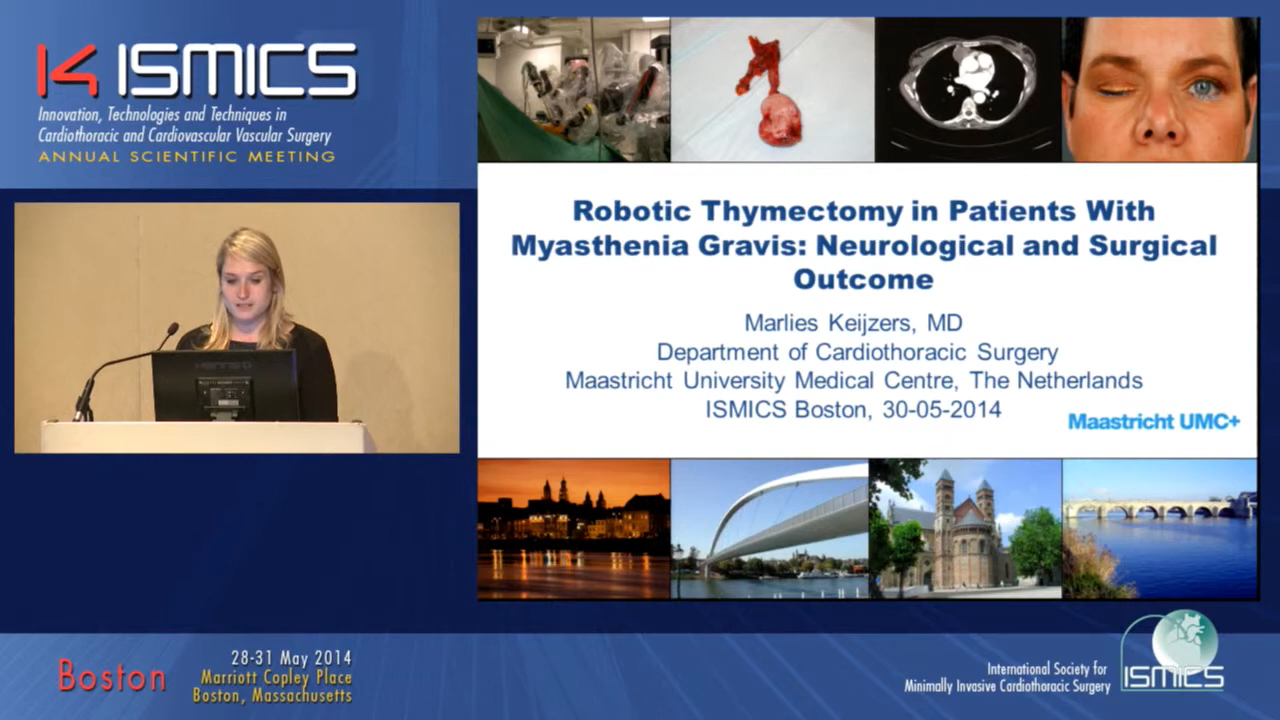 14 ISMICS
Innovation, Technologies and Techniques in
Cardiothoracic and Cardiovascular Vascular Surgery
ANNUAL SCIENTIFIC MEETING
Robotic Thymectomy in Patients With
Myasthenia Gravis: Neurological and Surgical
Outcome
Marlies Keijzers, MD
Department of Cardiothoracic Surgery
Maastricht University Medical Centre, The Netherlands
ISMICS Boston, 30-05-2014
Maastricht UMC+
Boston
28-31 May 2014
Marriott Copley Place
Boston, Massachusetts
International Society for
Minimally Invasive Cardiothoracic Surgery
ISMICS